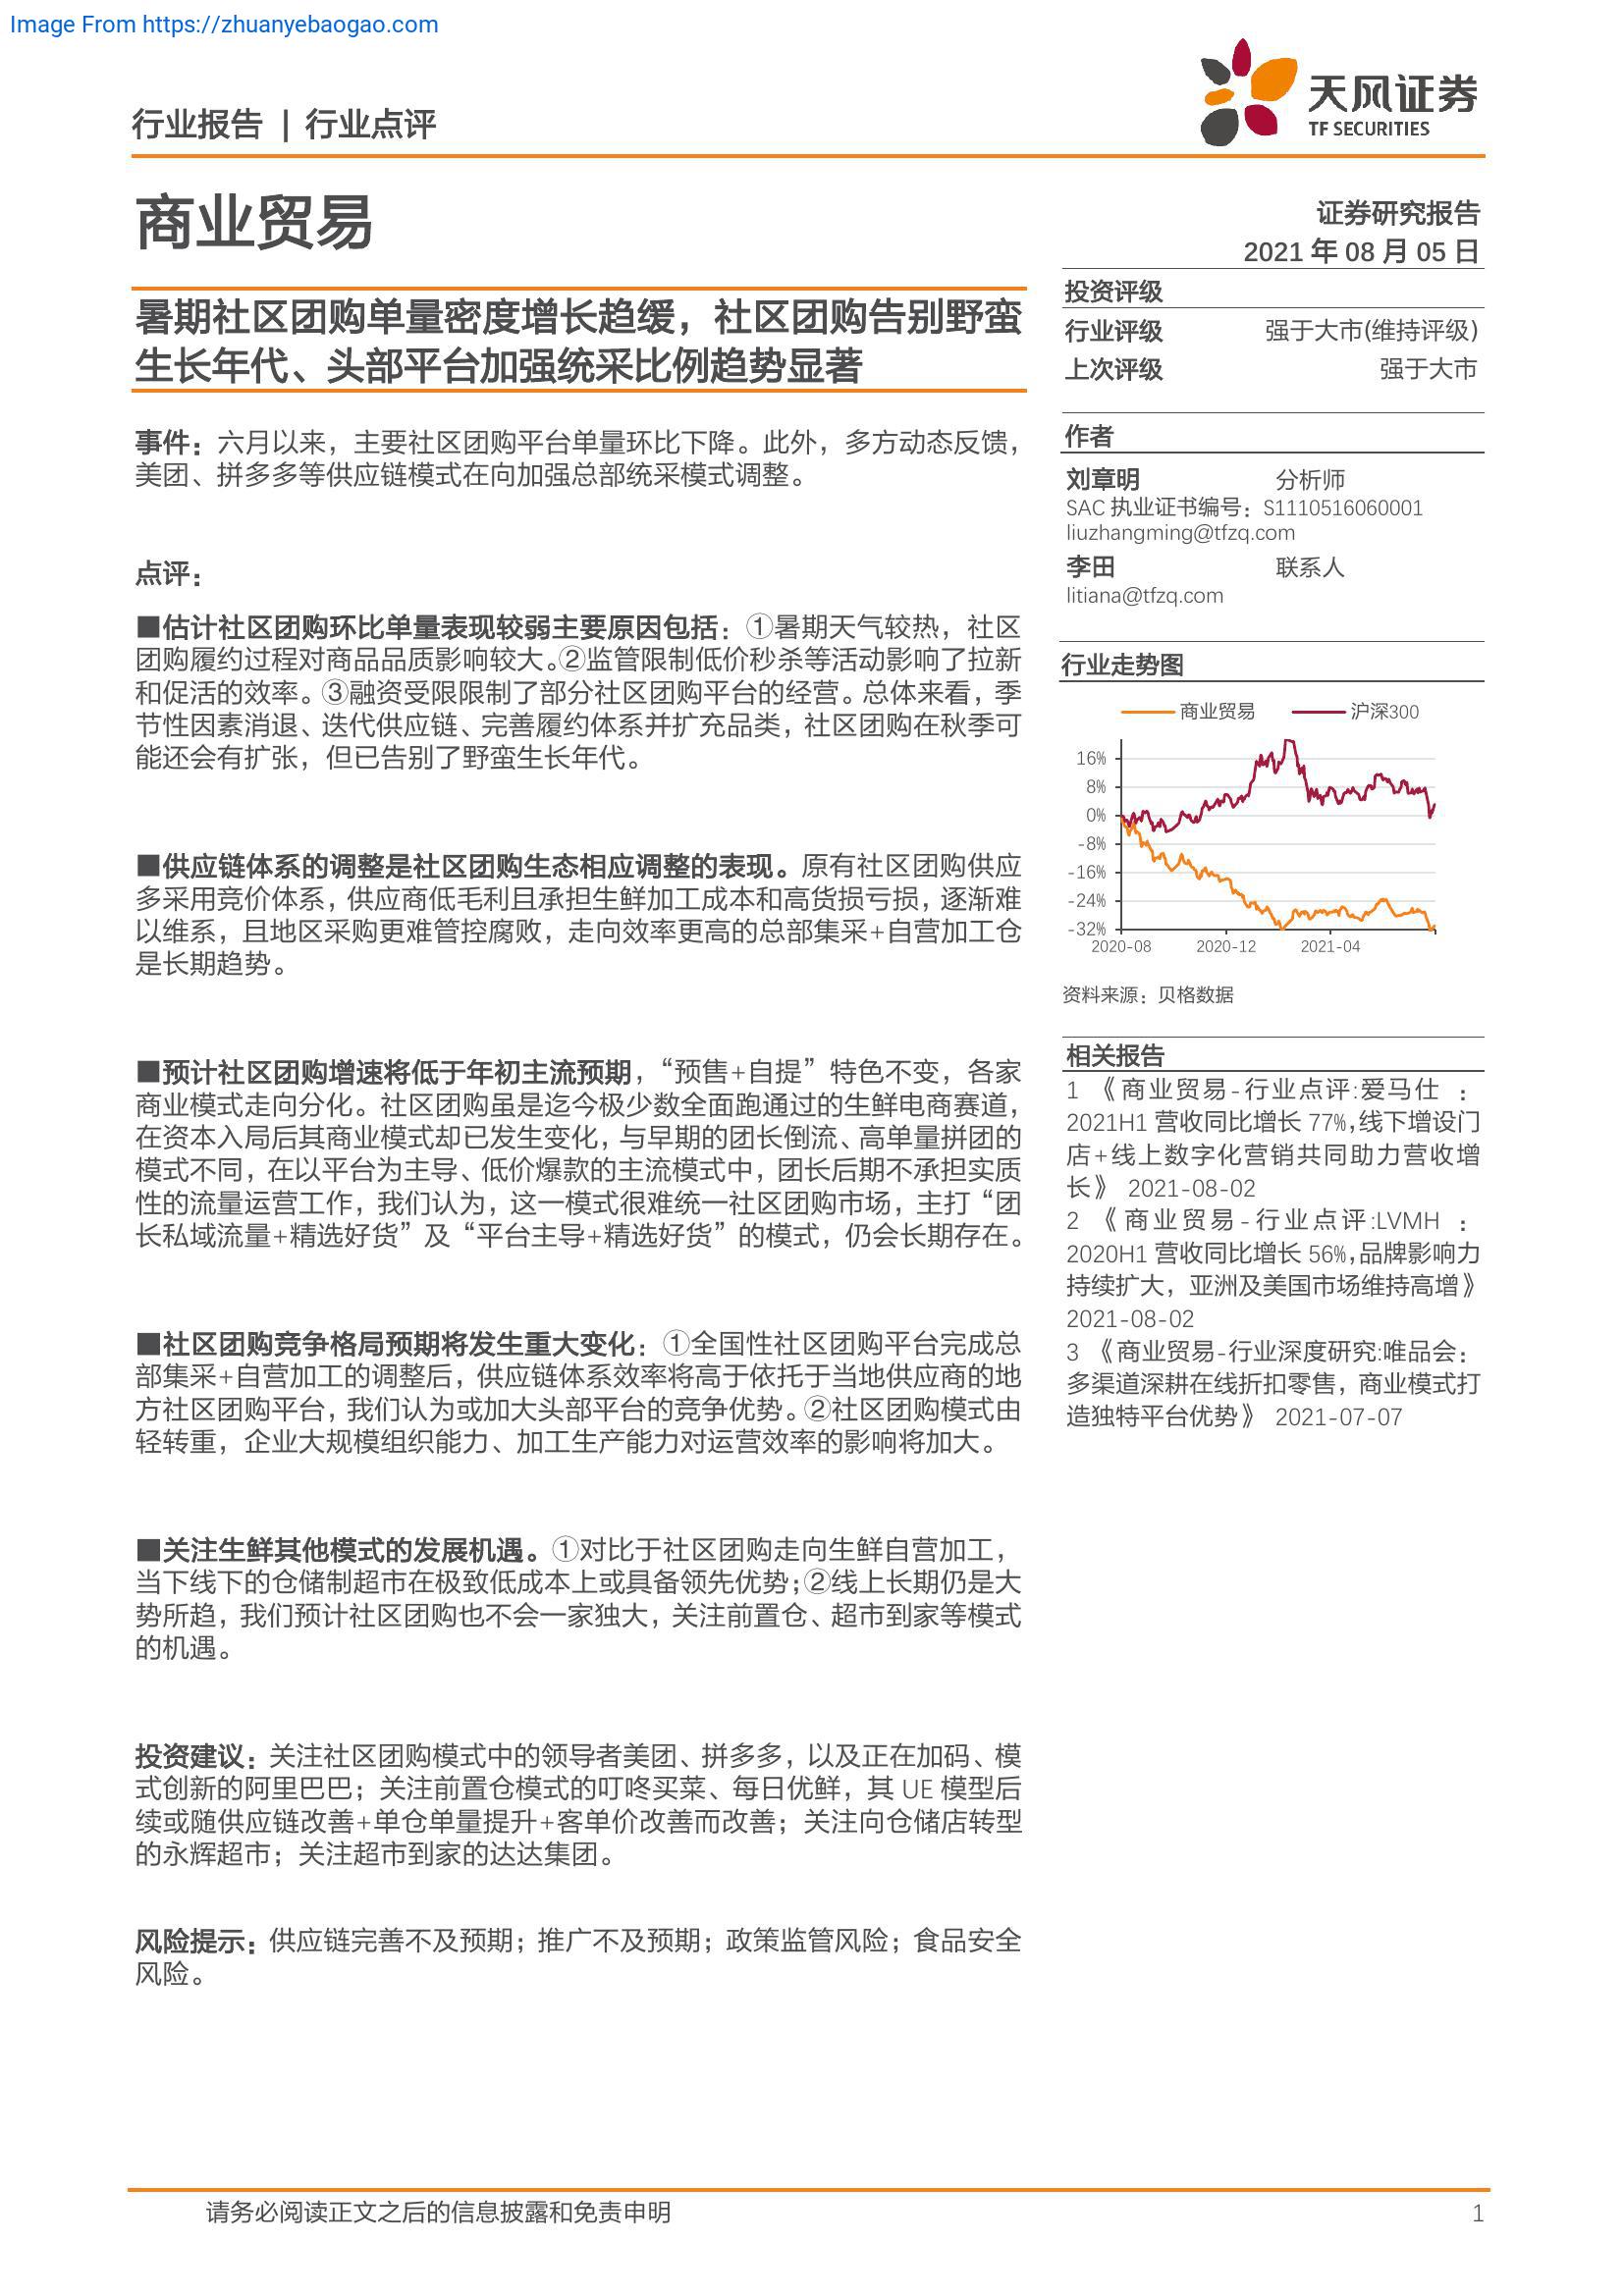 Image From https://zhuanyebaogao.com
行业报告 | 行业点评
天风证券
TF SECURITIES
商业贸易
证券研究报告
2021 年 08 月 05 日
暑期社区团购单量密度增长趋缓，社区团购告别野蛮
生长年代、头部平台加强统采比例趋势显著
事件：六月以来，主要社区团购平台单量环比下降。此外，多方动态反馈，
美团、拼多多等供应链模式在向加强总部统采模式调整。
点评：
■估计社区团购环比单量表现较弱主要原因包括：①暑期天气较热，社区
团购履约过程对商品品质影响较大。②监管限制低价秒杀等活动影响了拉新
和促活的效率。③融资受限限制了部分社区团购平台的经营。总体来看，季
节性因素消退、迭代供应链、完善履约体系并扩充品类，社区团购在秋季可
能还会有扩张，但已告别了野蛮生长年代。
■供应链体系的调整是社区团购生态相应调整的表现。原有社区团购供应
多采用竞价体系，供应商低毛利且承担生鲜加工成本和高货损亏损，逐渐难
以维系，且地区采购更难管控腐败，走向效率更高的总部集采+自营加工仓
是长期趋势。
■预计社区团购增速将低于年初主流预期，“预售+自提”特色不变，各家
商业模式走向分化。社区团购虽是迄今极少数全面跑通过的生鲜电商赛道，
在资本入局后其商业模式却已发生变化，与早期的团长倒流、高单量拼团的
模式不同，在以平台为主导、低价爆款的主流模式中，团长后期不承担实质
性的流量运营工作，我们认为，这一模式很难统一社区团购市场，主打“团
长私域流量+精选好货”及“平台主导+精选好货”的模式，仍会长期存在。
■社区团购竞争格局预期将发生重大变化：①全国性社区团购平台完成总
部集采+自营加工的调整后，供应链体系效率将高于依托于当地供应商的地
方社区团购平台，我们认为或加大头部平台的竞争优势。②社区团购模式由
轻转重，企业大规模组织能力、加工生产能力对运营效率的影响将加大。
■关注生鲜其他模式的发展机遇。①对比于社区团购走向生鲜自营加工，
当下线下的仓储制超市在极致低成本上或具备领先优势；②线上长期仍是大
势所趋，我们预计社区团购也不会一家独大，关注前置仓、超市到家等模式
的机遇。
投资建议：关注社区团购模式中的领导者美团、拼多多，以及正在加码、模
式创新的阿里巴巴；关注前置仓模式的叮咚买菜、每日优鲜，其 UE 模型后
续或随供应链改善+单仓单量提升+客单价改善而改善；关注向仓储店转型
的永辉超市；关注超市到家的达达集团。
风险提示：供应链完善不及预期；推广不及预期；政策监管风险；食品安全
风险。
投资评级
行业评级 强于大市(维持评级)
上次评级 强于大市
作者
刘章明 分析师
SAC 执业证书编号：S1110516060001
liuzhangming@tfzq.com
李田 联系人
litiana@tfzq.com
行业走势图
商业贸易 沪深300
16%
8%
0%
-8%
-16%
-24%
-32%
2020-08 2020-12 2021-04
资料来源：贝格数据
相关报告
1 《商业贸易-行业点评:爱马仕 ：
2021H1 营收同比增长 77%,线下增设门
店+线上数字化营销共同助力营收增
长》 2021-08-02
2 《商业贸易-行业点评:LVMH ：
2020H1 营收同比增长 56%,品牌影响力
持续扩大，亚洲及美国市场维持高增》
2021-08-02
3 《商业贸易-行业深度研究:唯品会：
多渠道深耕在线折扣零售，商业模式打
造独特平台优势》 2021-07-07
请务必阅读正文之后的信息披露和免责申明 1